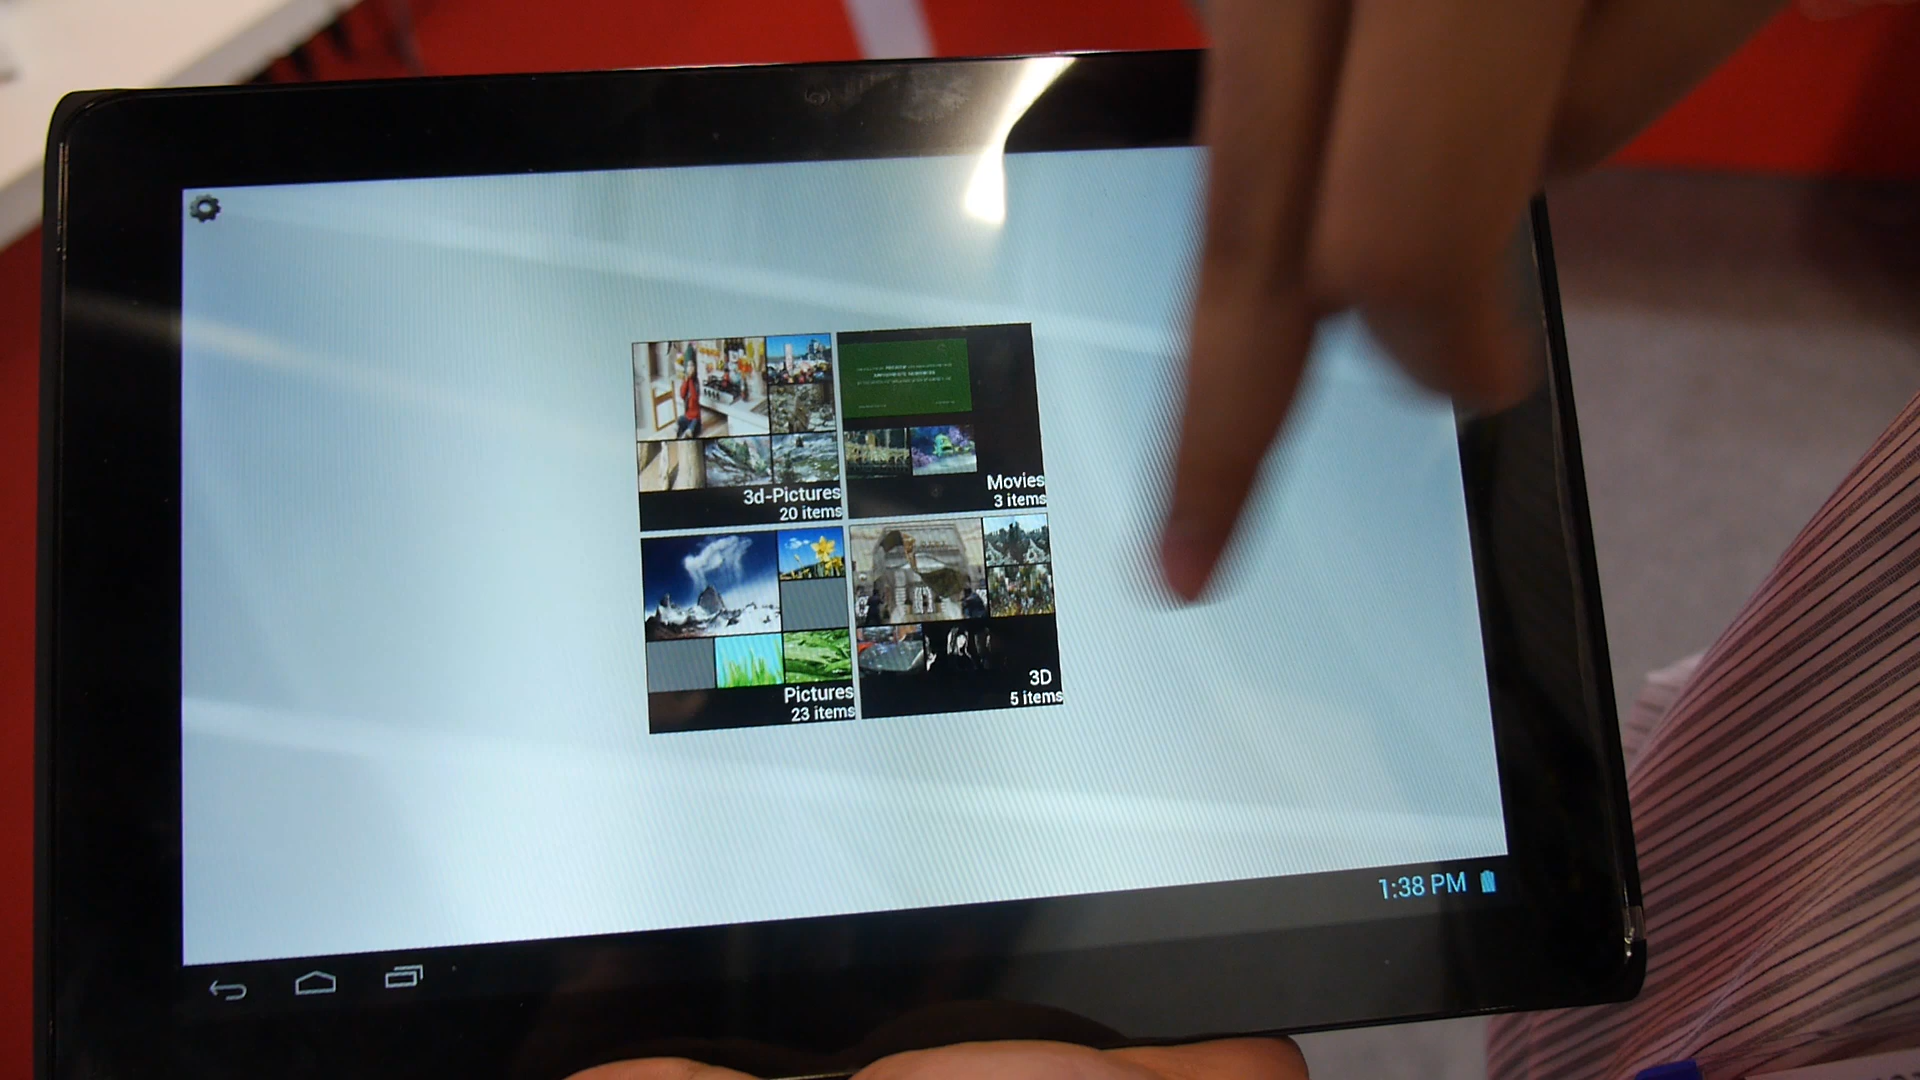 3d-Pictures
20 items
Movies
3 items
Pictures
23 items
3D
5 items
1:38 PM